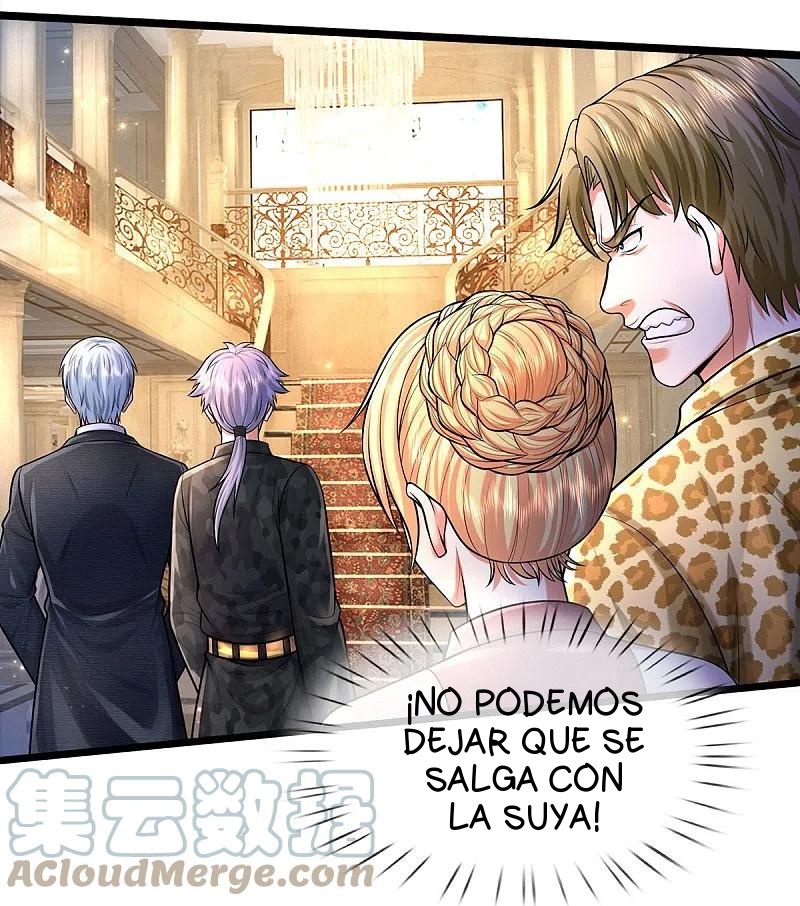 ¡NO PODEMOS
DEJAR QUE SE
SALGA CON
LA SUYA!
集云数据
ACloudMerge.com